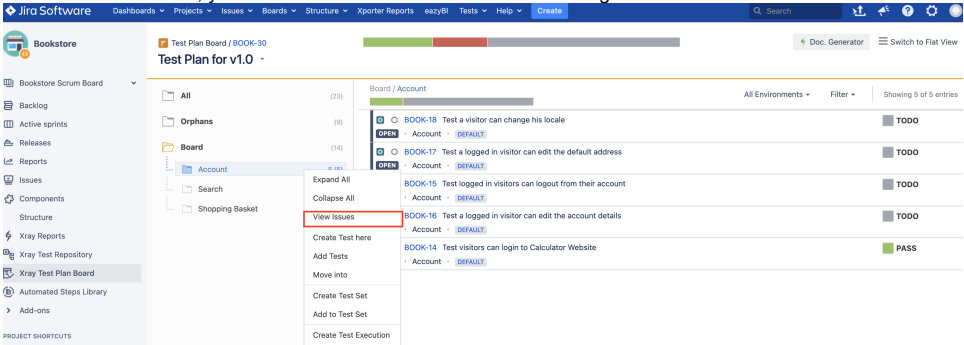 Jira Software Dashboards Projects Issues Boards Structure Xporter Reports eazyBI Tests Help Create Search
Bookstore
Bookstore Scrum Board
Backlog
Active sprints
Releases
Reports
Issues
Components
Structure
Xray Reports
Xray Test Repository
Xray Test Plan Board
Automated Steps Library
Add-ons
PROJECT SHORTCUTS
Test Plan Board / BOOK-30
Test Plan for v1.0
Doc. Generator Switch to Flat View
All (23)
Orphans (9)
Board (14)
Account
Search
Shopping Basket
Expand All
Collapse All
View Issues
Create Test here
Add Tests
Move into
Create Test Set
Add to Test Set
Create Test Execution
Board / Account
All Environments Filter Showing 5 of 5 entries
BOOK-18 Test a visitor can change his locale TODO
OPEN Account DEFAULT
BOOK-17 Test a logged in visitor can edit the default address TODO
OPEN Account DEFAULT
BOOK-15 Test logged in visitors can logout from their account TODO
Account DEFAULT
BOOK-16 Test a logged in visitor can edit the account details TODO
Account DEFAULT
BOOK-14 Test visitors can login to Calculator Website PASS
Account DEFAULT